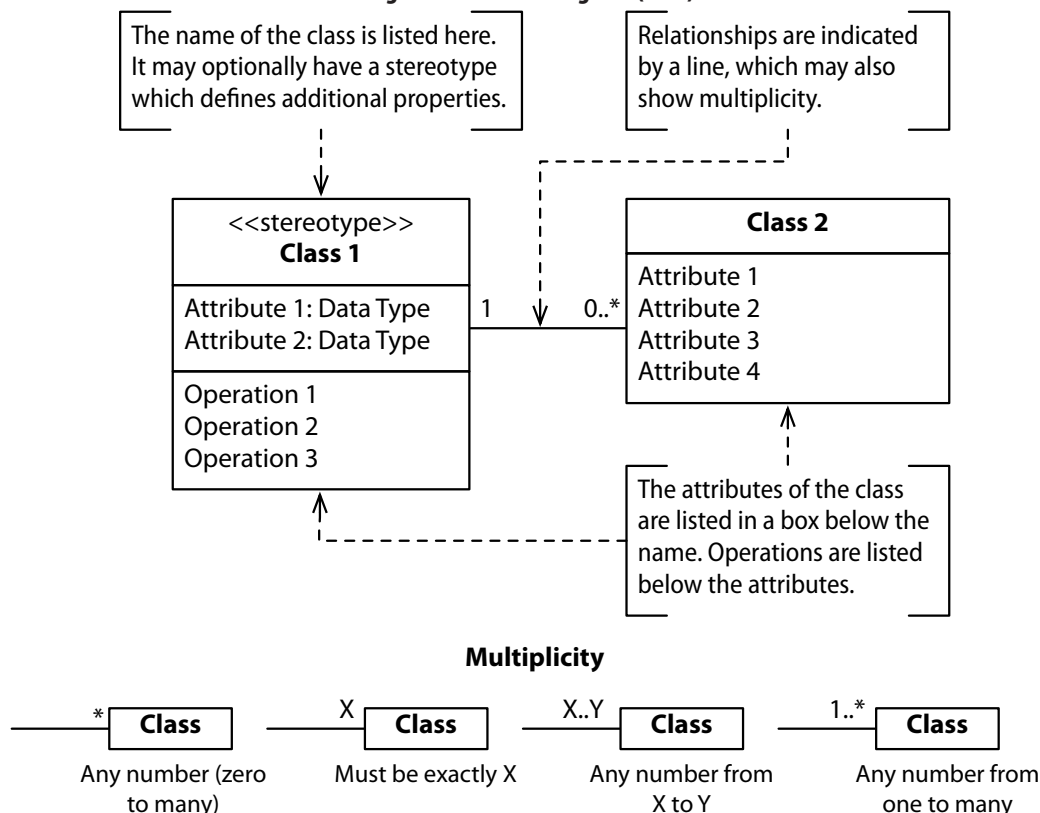 The name of the class is listed here.
It may optionally have a stereotype
which defines additional properties.
Relationships are indicated
by a line, which may also
show multiplicity.
<<stereotype>>
Class 1
Attribute 1: Data Type
Attribute 2: Data Type
Operation 1
Operation 2
Operation 3
1
0..*
Class 2
Attribute 1
Attribute 2
Attribute 3
Attribute 4
The attributes of the class
are listed in a box below the
name. Operations are listed
below the attributes.
Multiplicity
*
Class
Any number (zero
to many)
X
Class
Must be exactly X
X..Y
Class
Any number from
X to Y
1..*
Class
Any number from
one to many